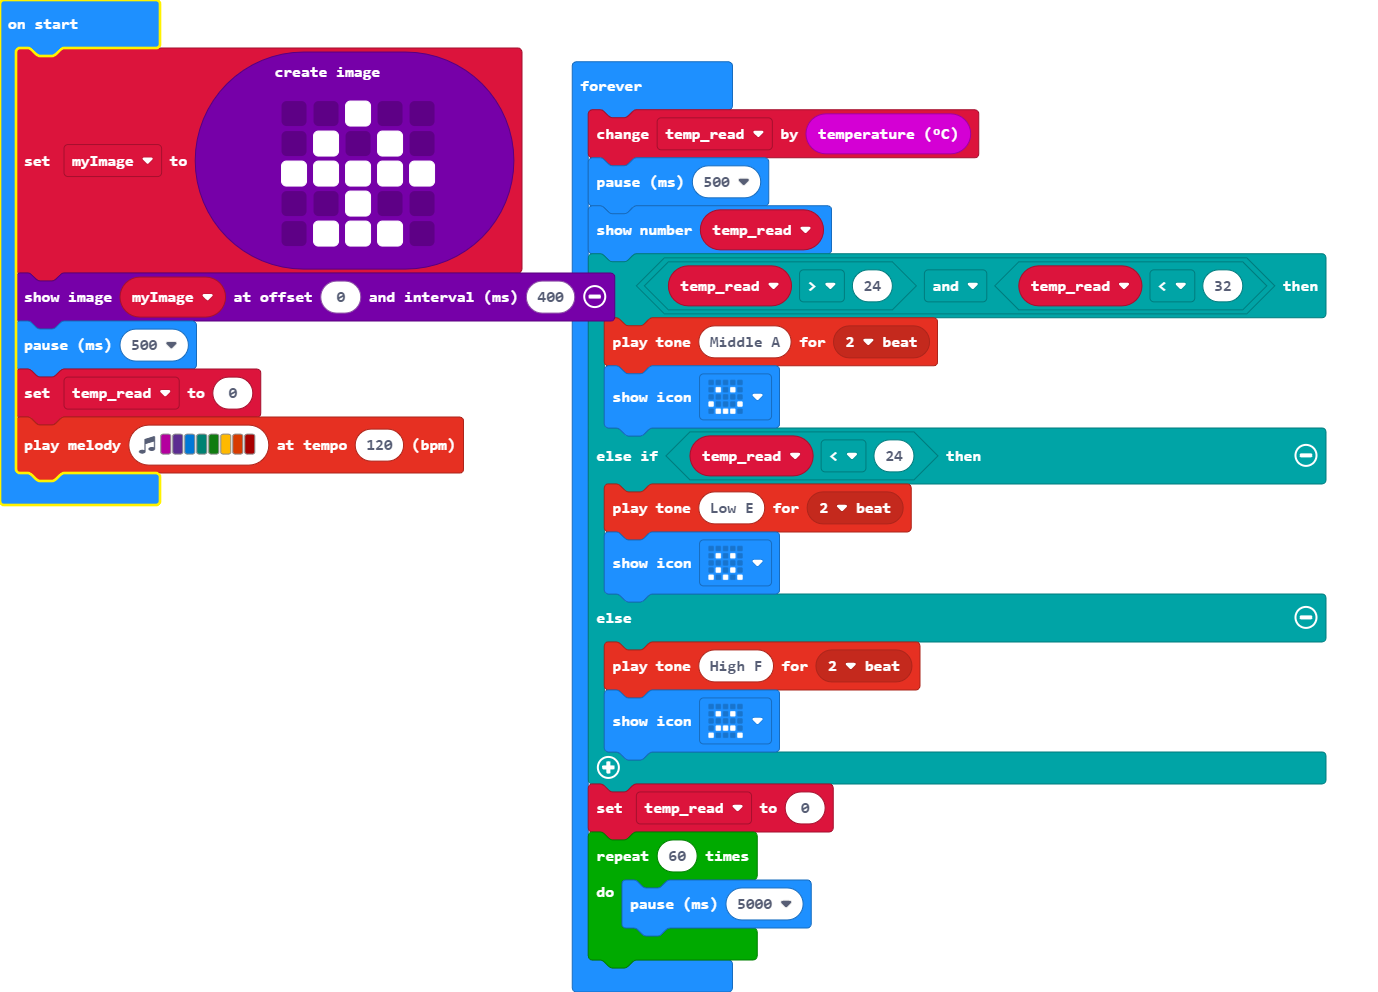 on start
create image
set myImage to
show image myImage at offset 0 and interval (ms) 400
pause (ms) 500
set temp_read to 0
play melody at tempo 120 (bpm)
forever
change temp_read by temperature (ºC)
pause (ms) 500
show number temp_read
temp_read > 24 and temp_read < 32 then
play tone Middle A for 2 beat
show icon
else if temp_read < 24 then
play tone Low E for 2 beat
show icon
else
play tone High F for 2 beat
show icon
set temp_read to 0
repeat 60 times
do pause (ms) 5000